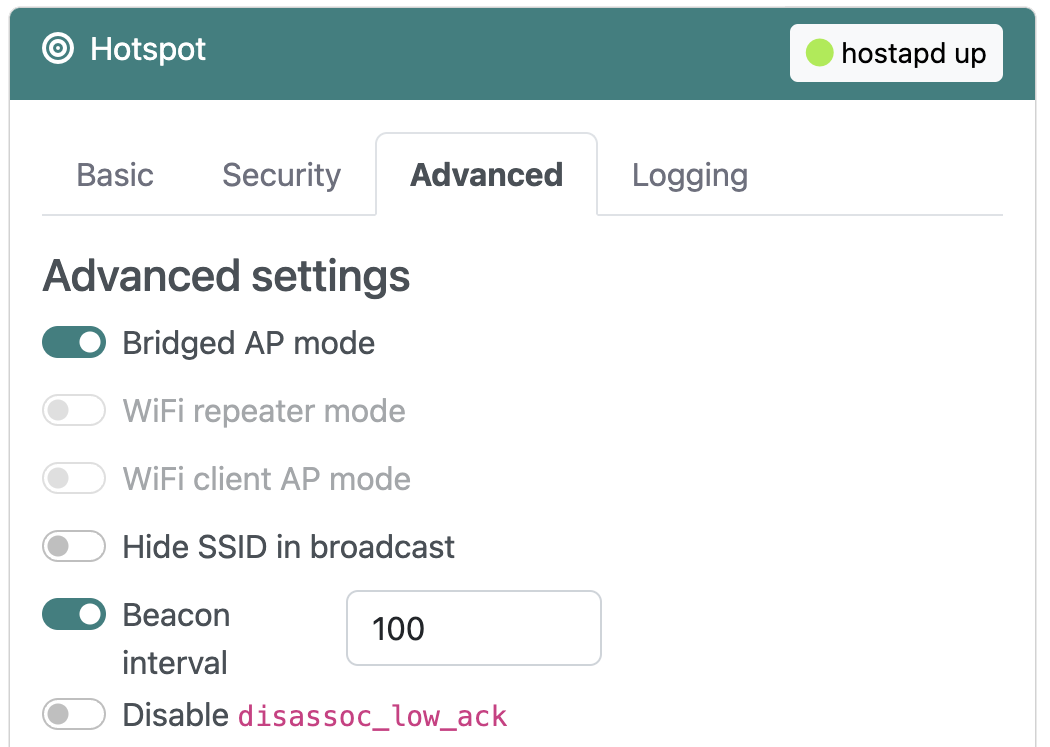 Hotspot
hostapd up
Basic
Security
Advanced
Logging
Advanced settings
Bridged AP mode
WiFi repeater mode
WiFi client AP mode
Hide SSID in broadcast
Beacon
interval
100
Disable disassoc_low_ack